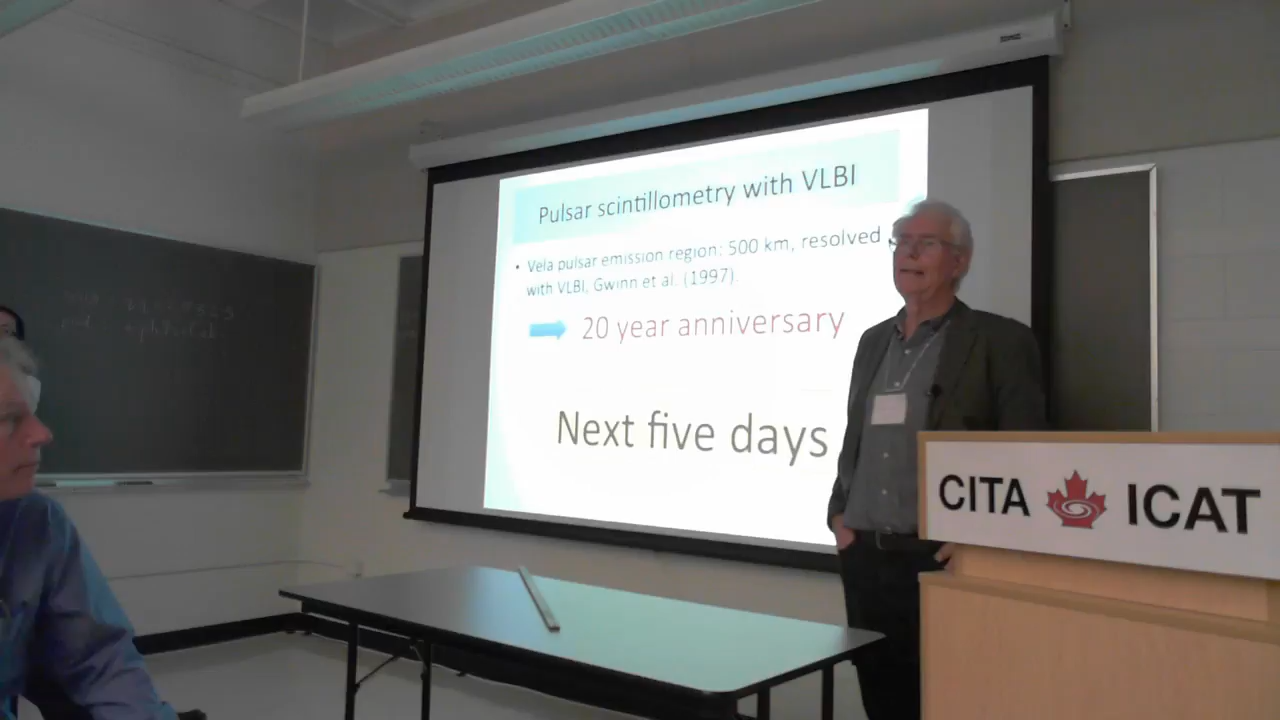 Pulsar scintillometry with VLBI
• Vela pulsar emission region: 500 km, resolved
with VLBI, Gwinn et al. (1997).
20 year anniversary
Next five days
CITA ICAT